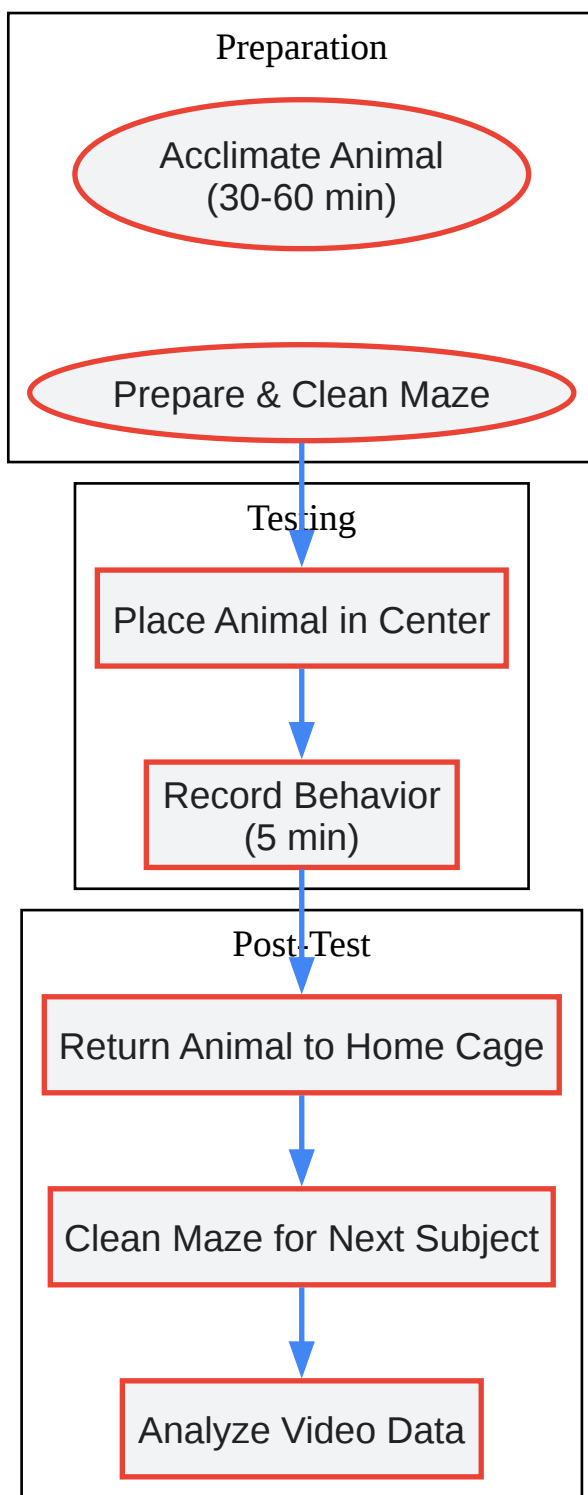 Preparation
Acclimate Animal
(30-60 min)
Prepare & Clean Maze
Testing
Place Animal in Center
Record Behavior
(5 min)
Post-Test
Return Animal to Home Cage
Clean Maze for Next Subject
Analyze Video Data